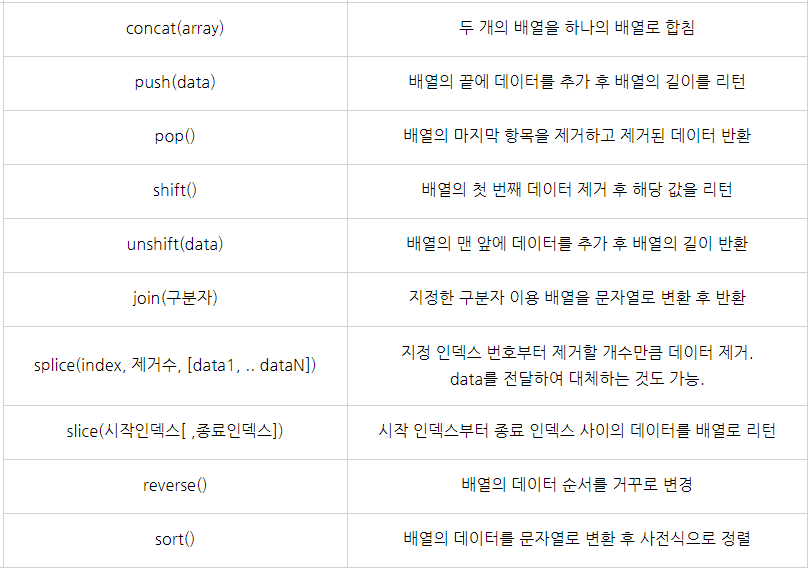 concat(array)
두 개의 배열을 하나의 배열로 합침
push(data)
배열의 끝에 데이터를 추가 후 배열의 길이를 리턴
pop()
배열의 마지막 항목을 제거하고 제거된 데이터 반환
shift()
배열의 첫 번째 데이터 제거 후 해당 값을 리턴
unshift(data)
배열의 맨 앞에 데이터를 추가 후 배열의 길이 반환
join(구분자)
지정한 구분자 이용 배열을 문자열로 변환 후 반환
splice(index, 제거수, [data1, .. dataN])
지정 인덱스 번호부터 제거할 개수만큼 데이터 제거.
data를 전달하여 대체하는 것도 가능.
slice(시작인덱스[ ,종료인덱스])
시작 인덱스부터 종료 인덱스 사이의 데이터를 배열로 리턴
reverse()
배열의 데이터 순서를 거꾸로 변경
sort()
배열의 데이터를 문자열로 변환 후 사전식으로 정렬